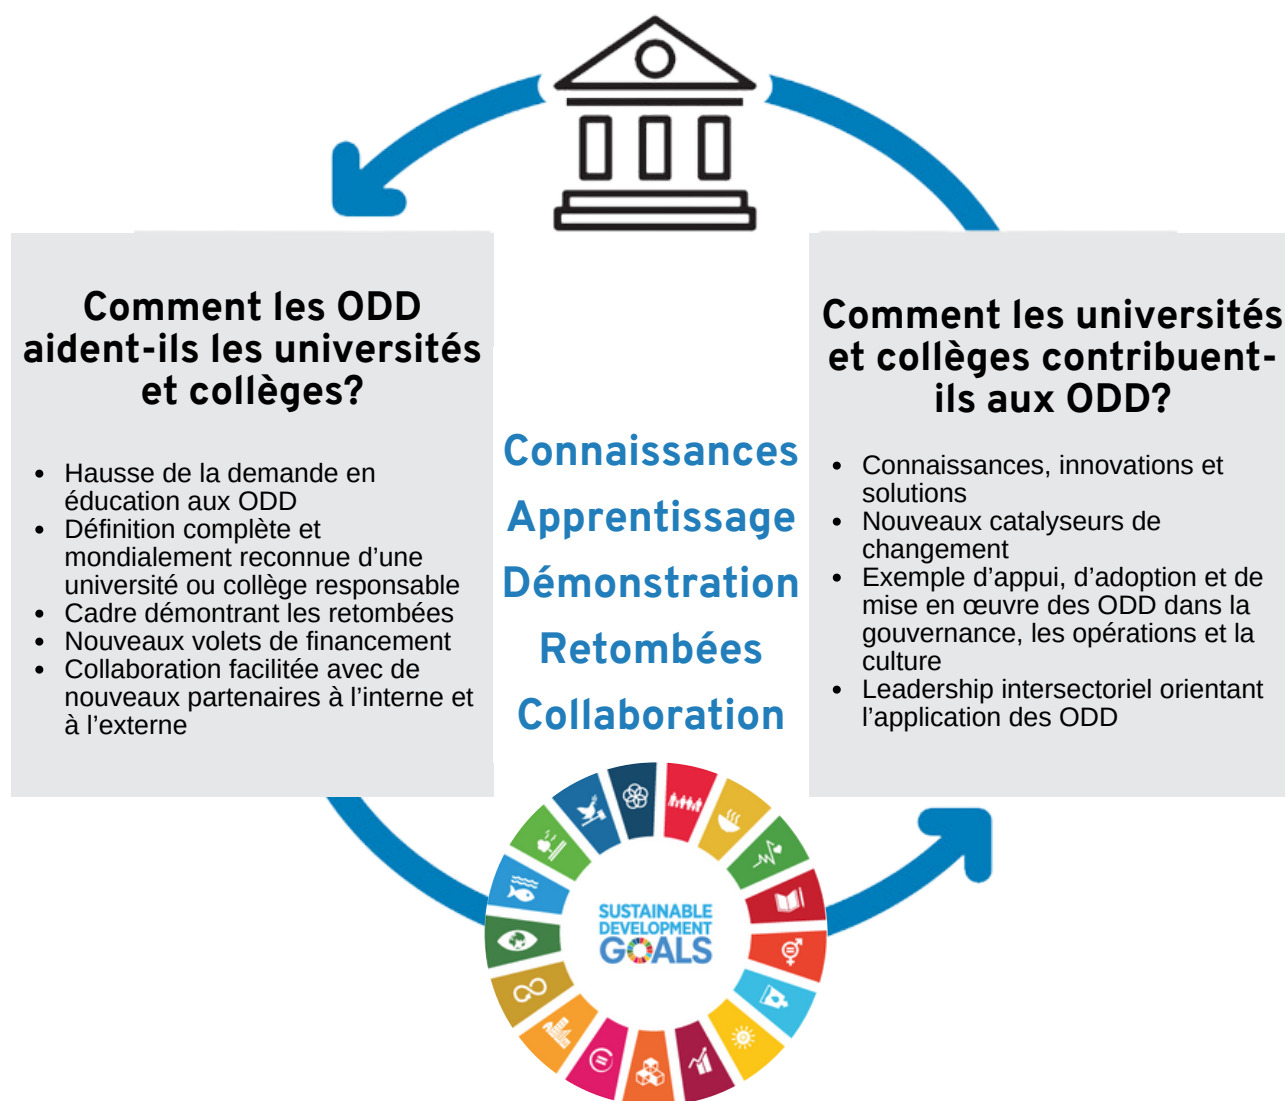 Comment les ODD
aident-ils les universités
et collèges?
• Hausse de la demande en
éducation aux ODD
• Définition complète et
mondialement reconnue d’une
université ou collège responsable
• Cadre démontrant les retombées
• Nouveaux volets de financement
• Collaboration facilitée avec de
nouveaux partenaires à l’interne et
à l’externe
Connaissances
Apprentissage
Démonstration
Retombées
Collaboration
Comment les universités
et collèges contribuent-
ils aux ODD?
• Connaissances, innovations et
solutions
• Nouveaux catalyseurs de
changement
• Exemple d’appui, d’adoption et de
mise en œuvre des ODD dans la
gouvernance, les opérations et la
culture
• Leadership intersectoriel orientant
l’application des ODD
SUSTAINABLE
DEVELOPMENT
GOALS